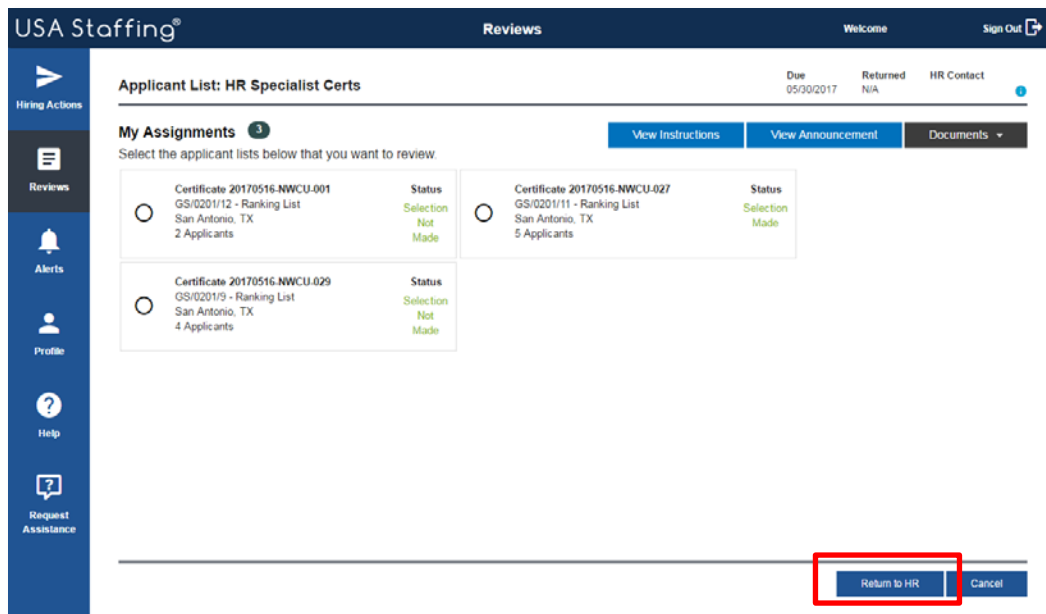 USA Staffing®
Reviews
Welcome
Sign Out
Hiring Actions
Reviews
Alerts
Profile
Help
Request
Assistance
Applicant List: HR Specialist Certs
Due
05/30/2017
Returned
N/A
HR Contact
My Assignments 3
Select the applicant lists below that you want to review.
View Instructions
View Announcement
Documents
Certificate 20170516-NWCU-001
GS/0201/12 - Ranking List
San Antonio, TX
2 Applicants
Status
Selection
Not
Made
Certificate 20170516-NWCU-027
GS/0201/11 - Ranking List
San Antonio, TX
5 Applicants
Status
Selection
Made
Certificate 20170516-NWCU-029
GS/0201/9 - Ranking List
San Antonio, TX
4 Applicants
Status
Selection
Not
Made
Return to HR
Cancel